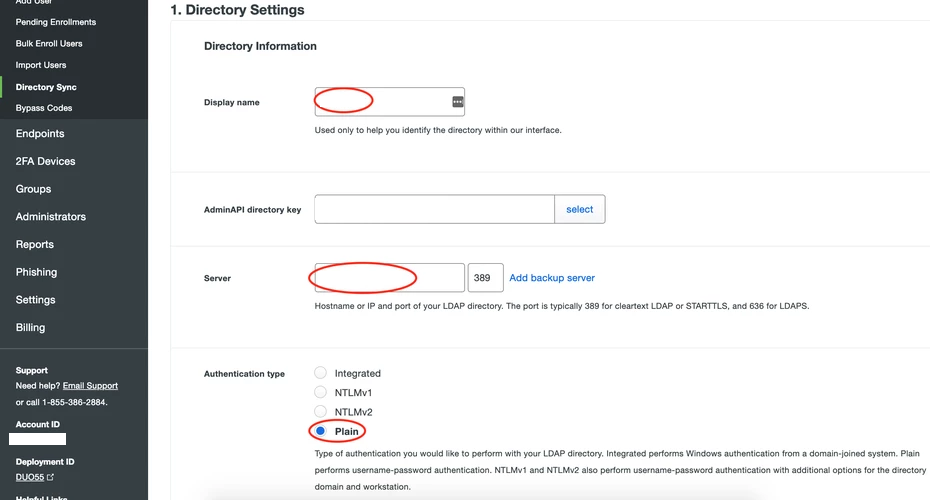 Add User
Pending Enrollments
Bulk Enroll Users
Import Users
Directory Sync
Bypass Codes
Endpoints
2FA Devices
Groups
Administrators
Reports
Phishing
Settings
Billing
Support
Need help? Email Support
or call 1-855-386-2884.
Account ID
Deployment ID
DUO55
Helpful Links
1. Directory Settings
Directory Information
Display name
Used only to help you identify the directory within our interface.
AdminAPI directory key
select
Server
389
Add backup server
Hostname or IP and port of your LDAP directory. The port is typically 389 for cleartext LDAP or STARTTLS, and 636 for LDAPS.
Authentication type
Integrated
NTLMv1
NTLMv2
Plain
Type of authentication you would like to perform with your LDAP directory. Integrated performs Windows authentication from a domain-joined system. Plain
performs username-password authentication. NTLMv1 and NTLMv2 also perform username-password authentication with additional options for the directory
domain and workstation.